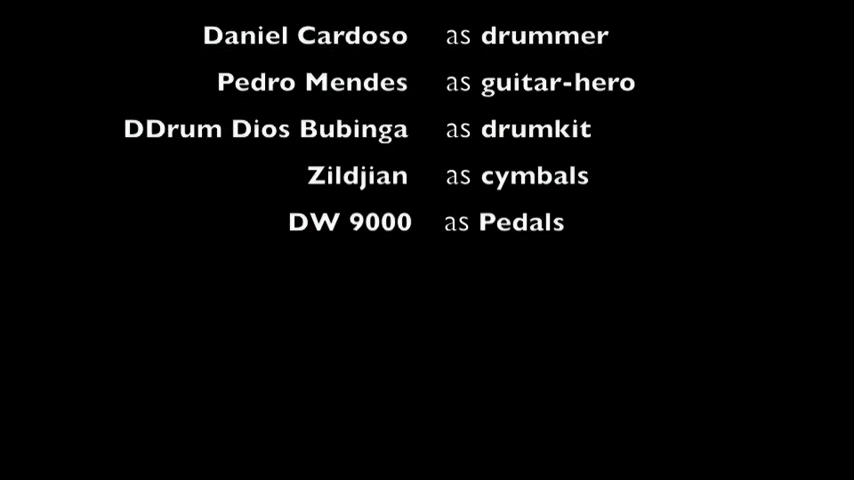 Daniel Cardoso as drummer
Pedro Mendes as guitar-hero
DDrum Dios Bubinga as drumkit
Zildjian as cymbals
DW 9000 as Pedals